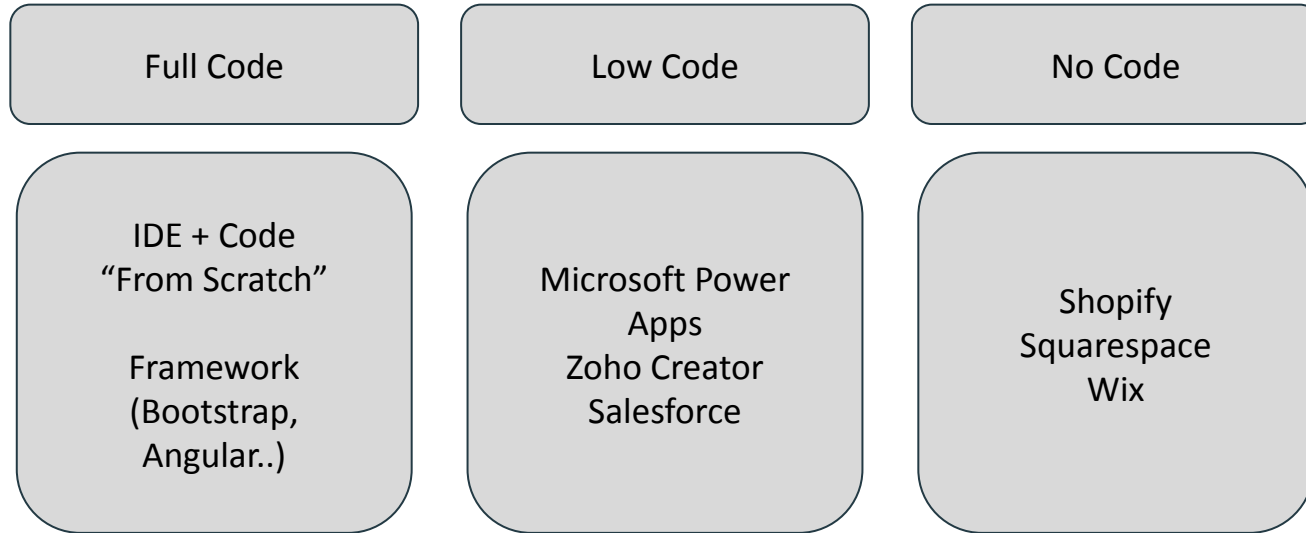 Full Code
Low Code
No Code
IDE + Code
“From Scratch”
Framework
(Bootstrap,
Angular..)
Microsoft Power
Apps
Zoho Creator
Salesforce
Shopify
Squarespace
Wix